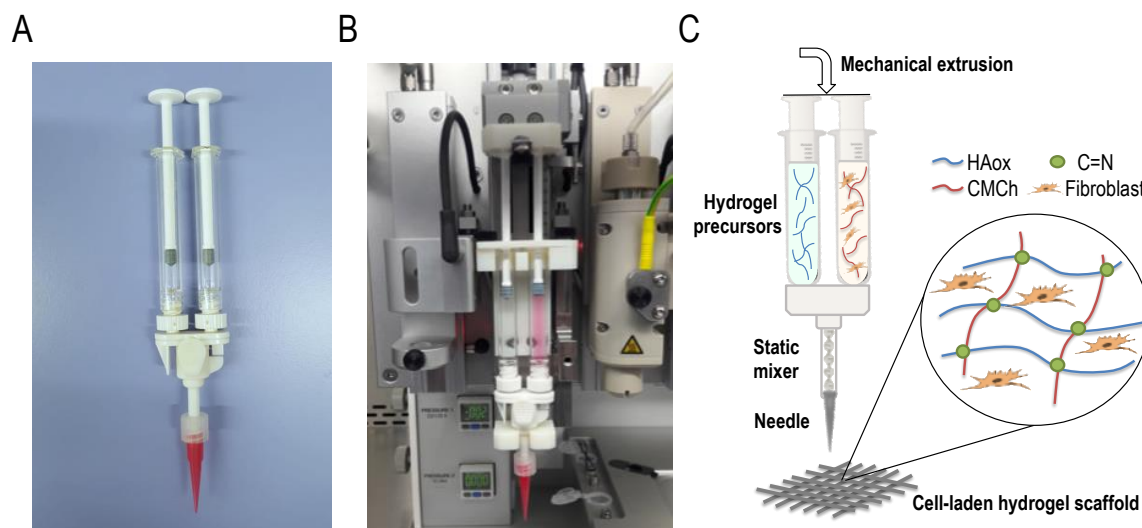 A
B
C
Mechanical extrusion
HAox
C=N
CMCh
Fibroblast
Hydrogel
precursors
Static
mixer
Needle
Cell-laden hydrogel scaffold